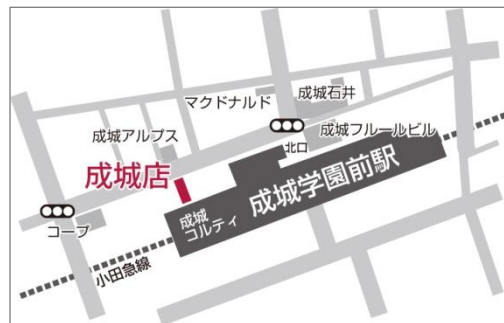 マクドナルド
成城石井
成城アルプス
成城フルールビル
北口
成城店
成城学園前駅
成城
コルティ
コープ
小田急線